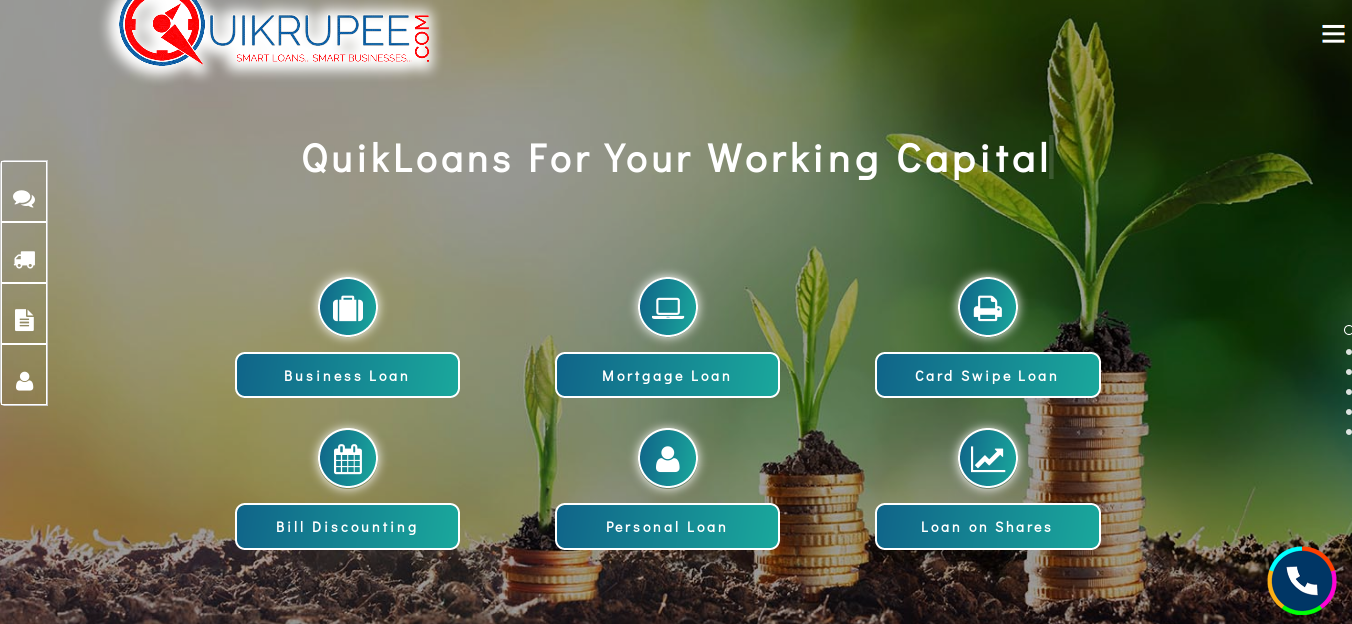 UIKRUPEE.COM
SMART LOANS.. SMART BUSINESSES..
QuikLoans For Your Working Capital
Business Loan
Mortgage Loan
Card Swipe Loan
Bill Discounting
Personal Loan
Loan on Shares